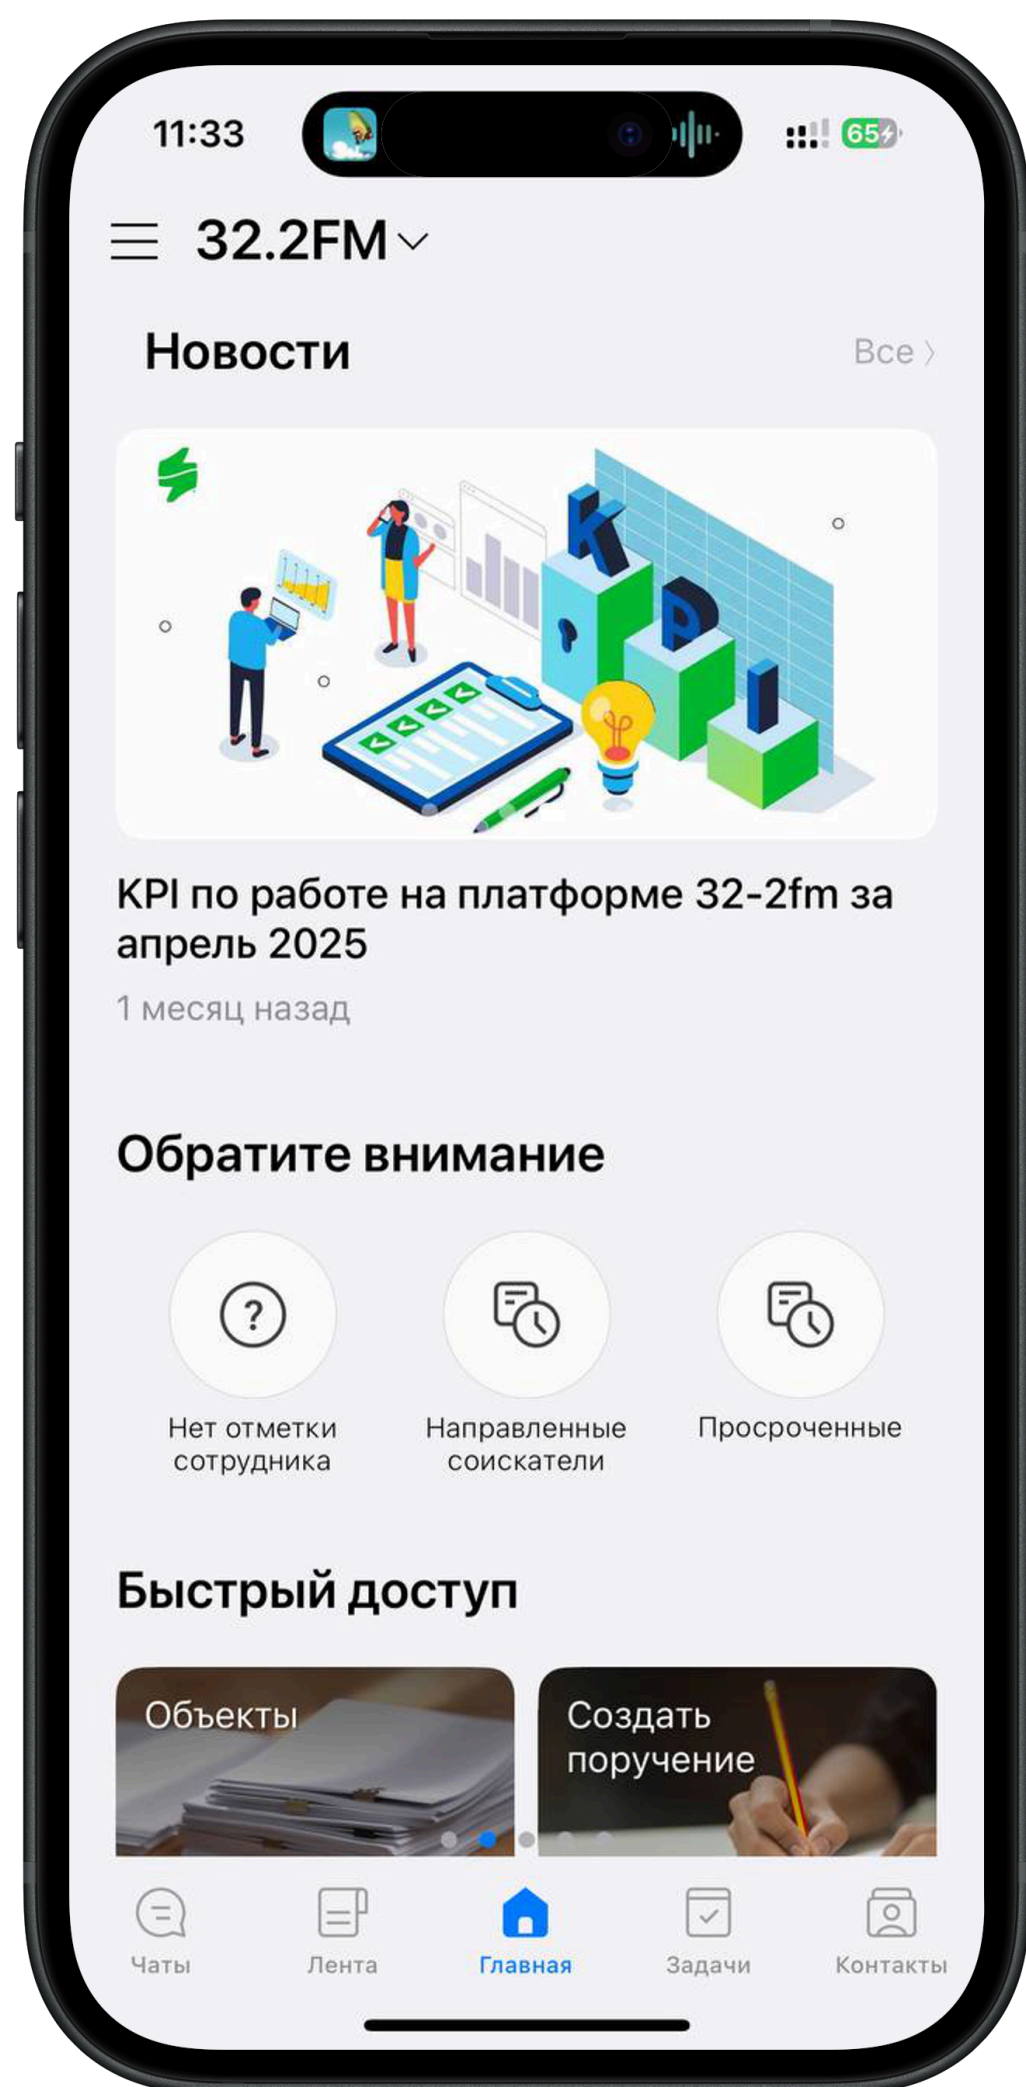 11:33
65
32.2FM
Новости
Все
K
P
I
KPI по работе на платформе 32-2fm за
апрель 2025
1 месяц назад
Обратите внимание
?
Нет отметки
сотрудника
Направленные
соискатели
Просроченные
Быстрый доступ
Объекты
Создать
поручение
Чаты
Лента
Главная
Задачи
Контакты